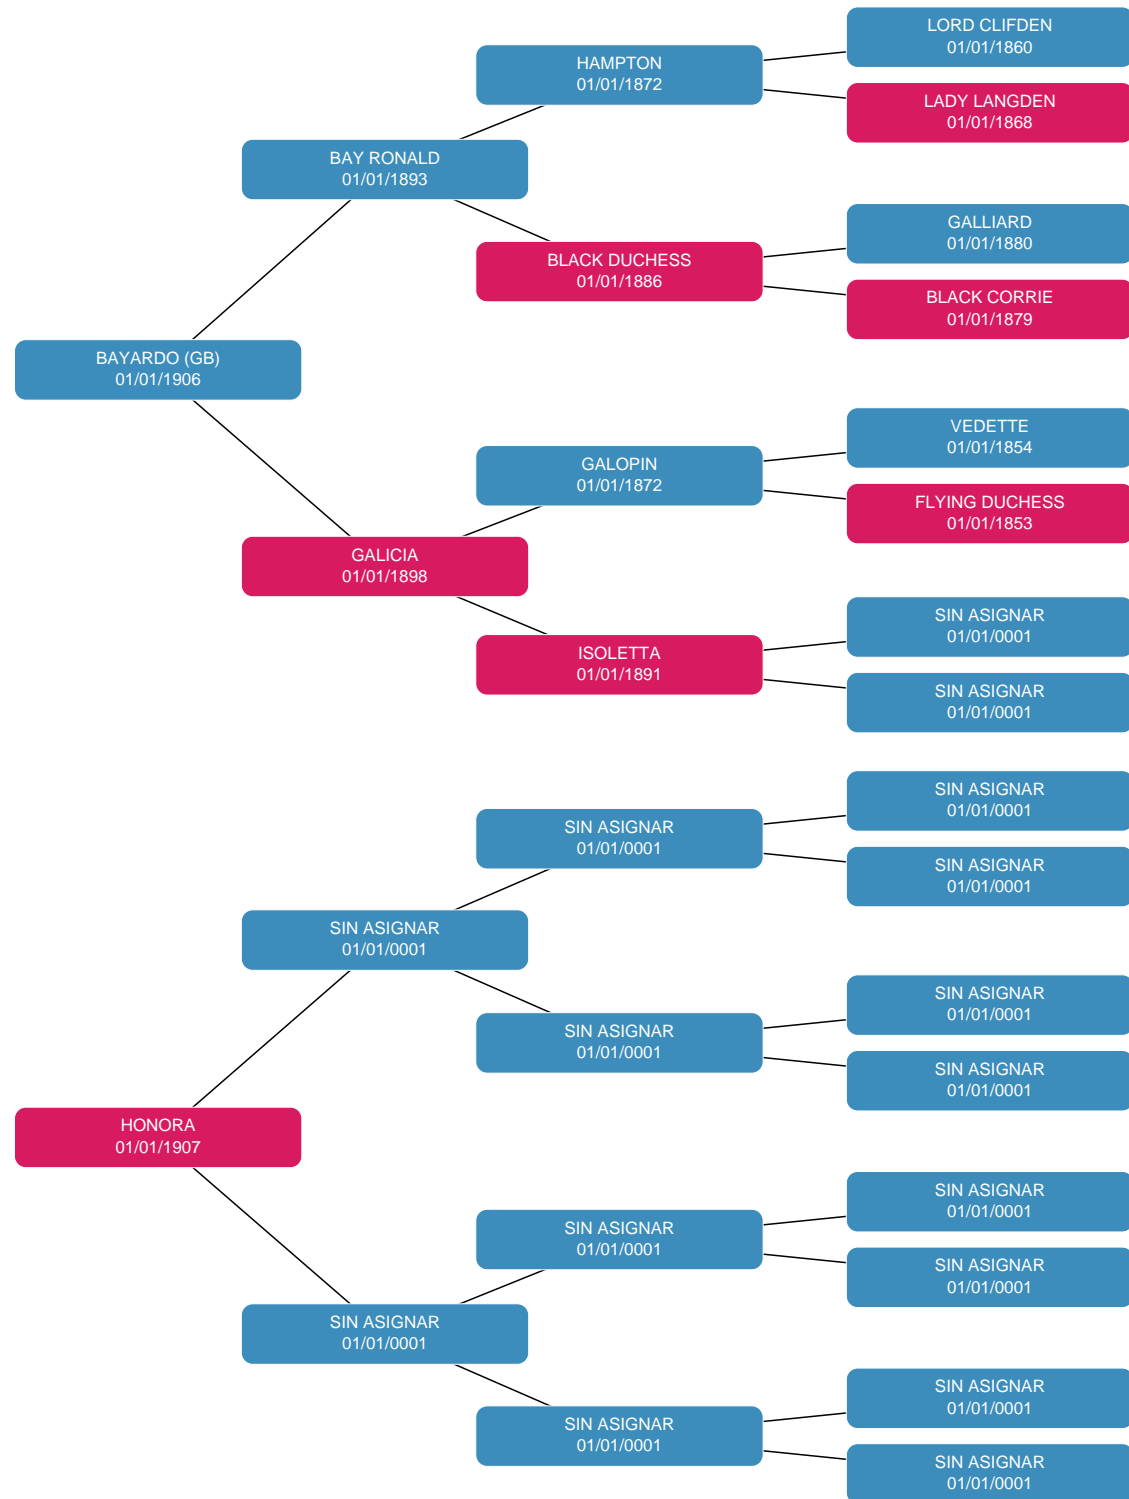 LORD CLIFDEN
01/01/1860
HAMPTON
01/01/1872
LADY LANGDEN
01/01/1868
BAY RONALD
01/01/1893
GALLIARD
01/01/1880
BLACK DUCHESS
01/01/1886
BLACK CORRIE
01/01/1879
BAYARDO (GB)
01/01/1906
VEDETTE
01/01/1854
GALOPIN
01/01/1872
FLYING DUCHESS
01/01/1853
GALICIA
01/01/1898
SIN ASIGNAR
01/01/0001
ISOLETTA
01/01/1891
SIN ASIGNAR
01/01/0001
SIN ASIGNAR
01/01/0001
SIN ASIGNAR
01/01/0001
SIN ASIGNAR
01/01/0001
SIN ASIGNAR
01/01/0001
SIN ASIGNAR
01/01/0001
SIN ASIGNAR
01/01/0001
SIN ASIGNAR
01/01/0001
HONORA
01/01/1907
SIN ASIGNAR
01/01/0001
SIN ASIGNAR
01/01/0001
SIN ASIGNAR
01/01/0001
SIN ASIGNAR
01/01/0001
SIN ASIGNAR
01/01/0001
SIN ASIGNAR
01/01/0001
SIN ASIGNAR
01/01/0001